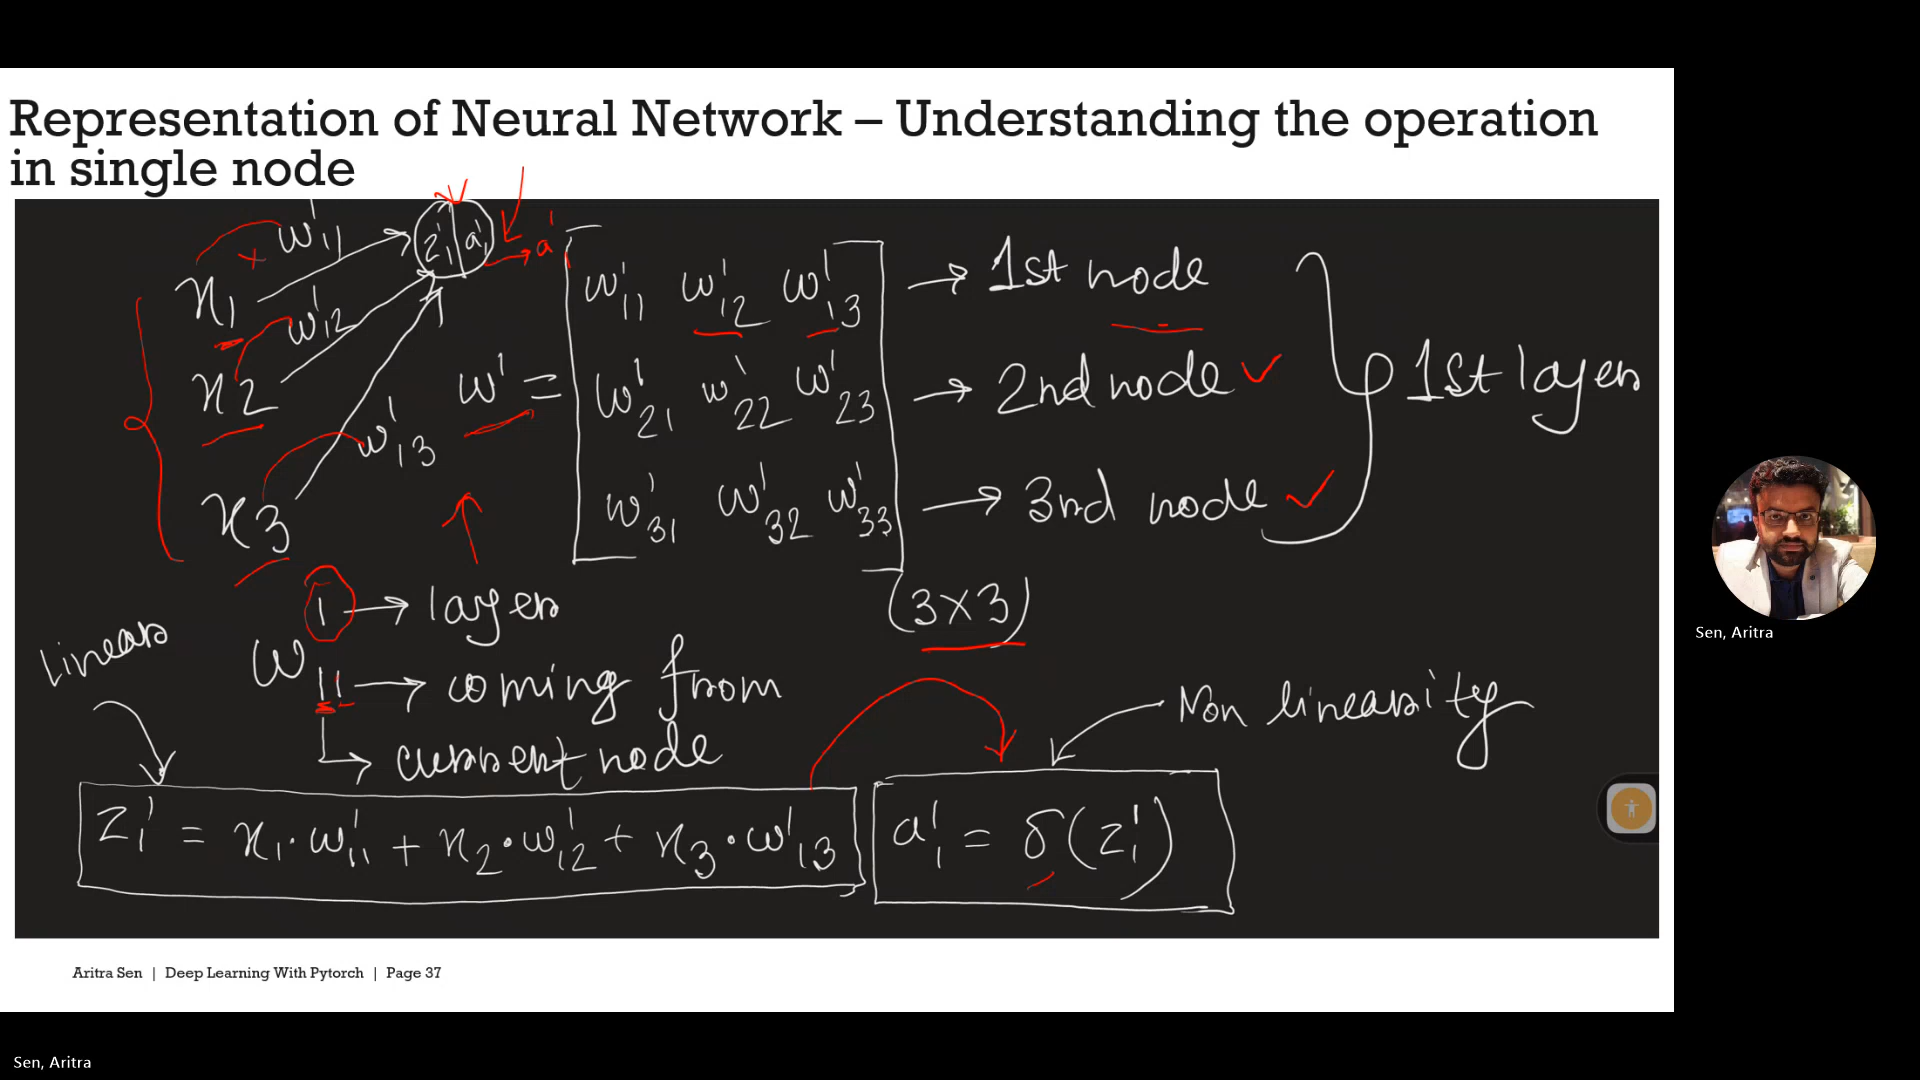 Representation of Neural Network – Understanding the operation
in single node
x1 w¹11 z¹1 a¹1 a¹
x2 w¹12
x3 w¹13
w¹ =
w¹11 w¹12 w¹13 → 1st node
w¹21 w¹22 w¹23 → 2nd node
w¹31 w¹32 w¹33 → 3rd node
1st layer
(3×3)
w¹11
1 → layer
→ coming from
→ current node
Linear
Non linearity
z¹1 = x1·w¹11 + x2·w¹12 + x3·w¹13
a¹1 = δ(z¹1)
Aritra Sen | Deep Learning With Pytorch | Page 37
Sen, Aritra
Sen, Aritra